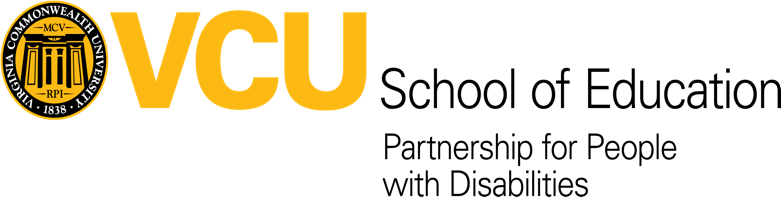 VIRGINIA COMMONWEALTH UNIVERSITY
MCV
RPI
· 1838 ·
VCU
School of Education
Partnership for People
with Disabilities